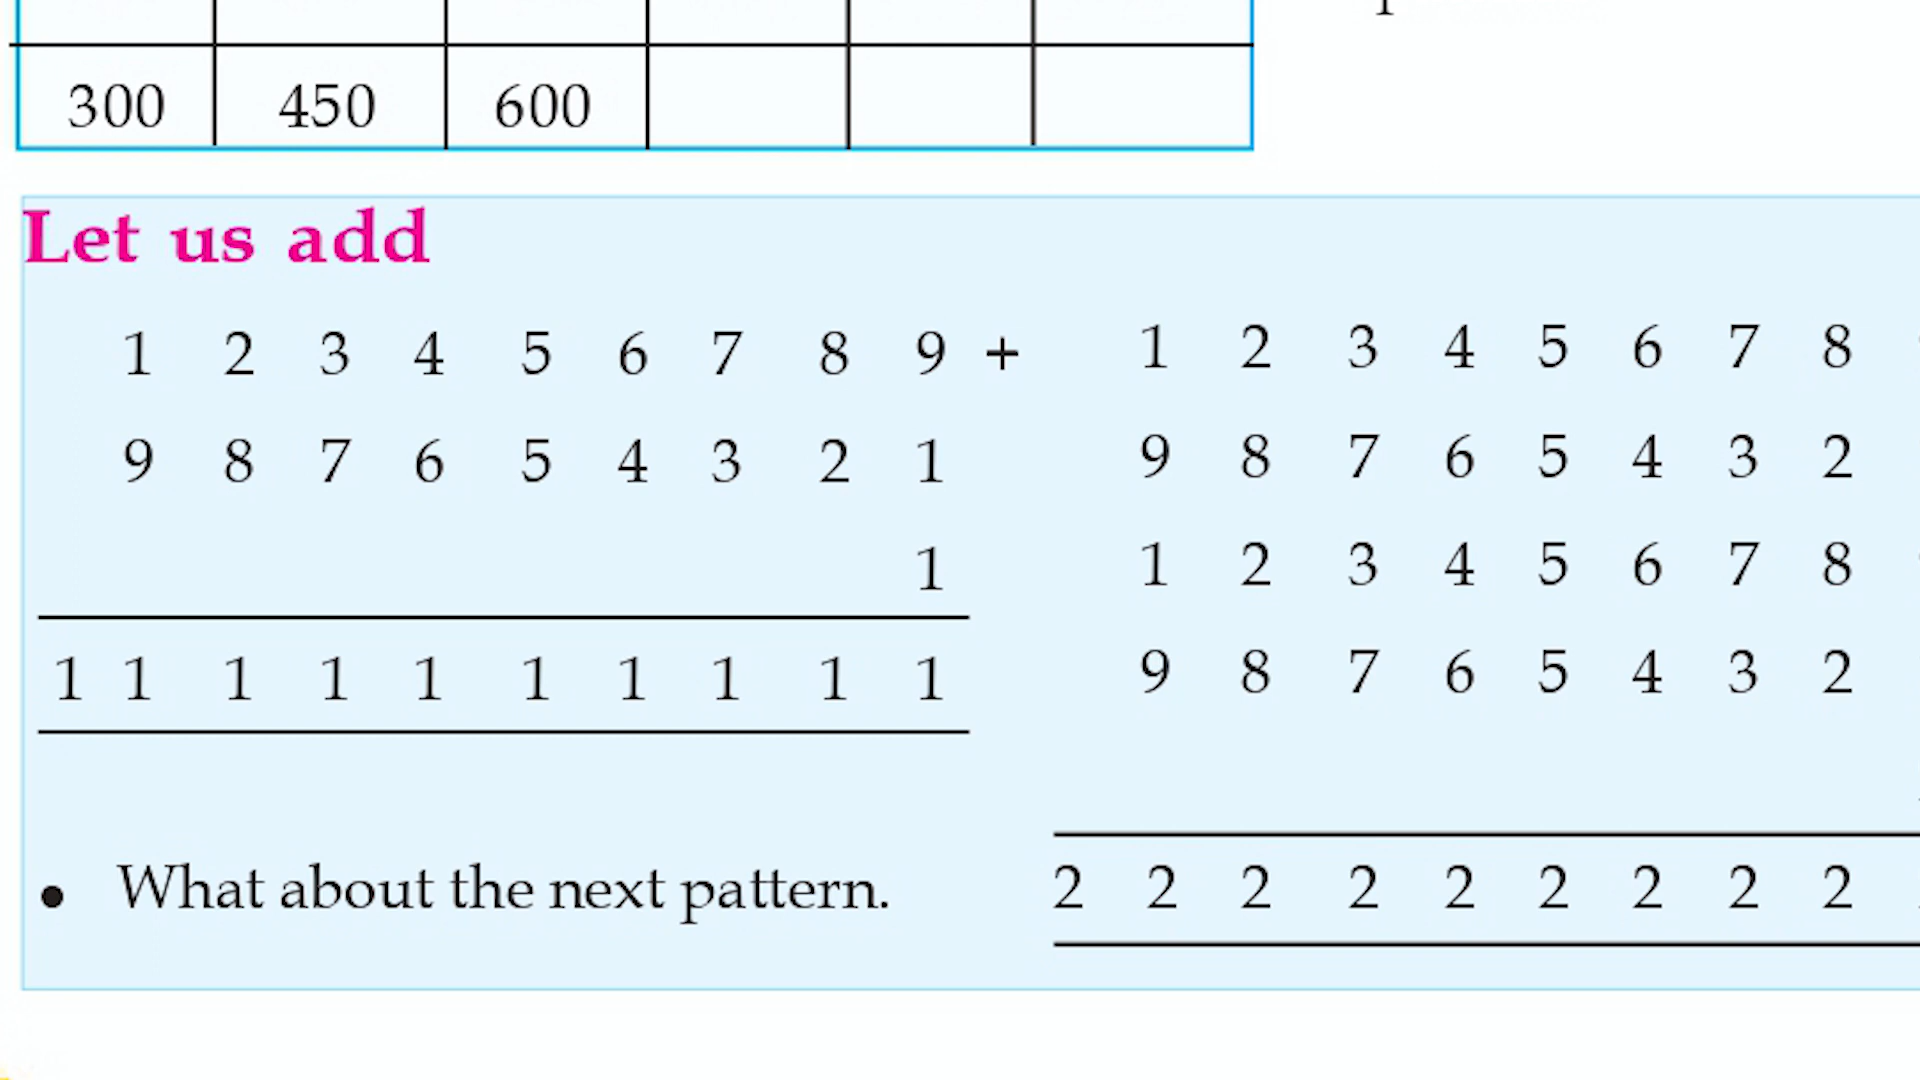 300 450 600
Let us add
1 2 3 4 5 6 7 8 9 +
9 8 7 6 5 4 3 2 1
1
1 1 1 1 1 1 1 1 1 1
1 2 3 4 5 6 7 8
9 8 7 6 5 4 3 2
1 2 3 4 5 6 7 8
9 8 7 6 5 4 3 2
2 2 2 2 2 2 2 2 2
• What about the next pattern.